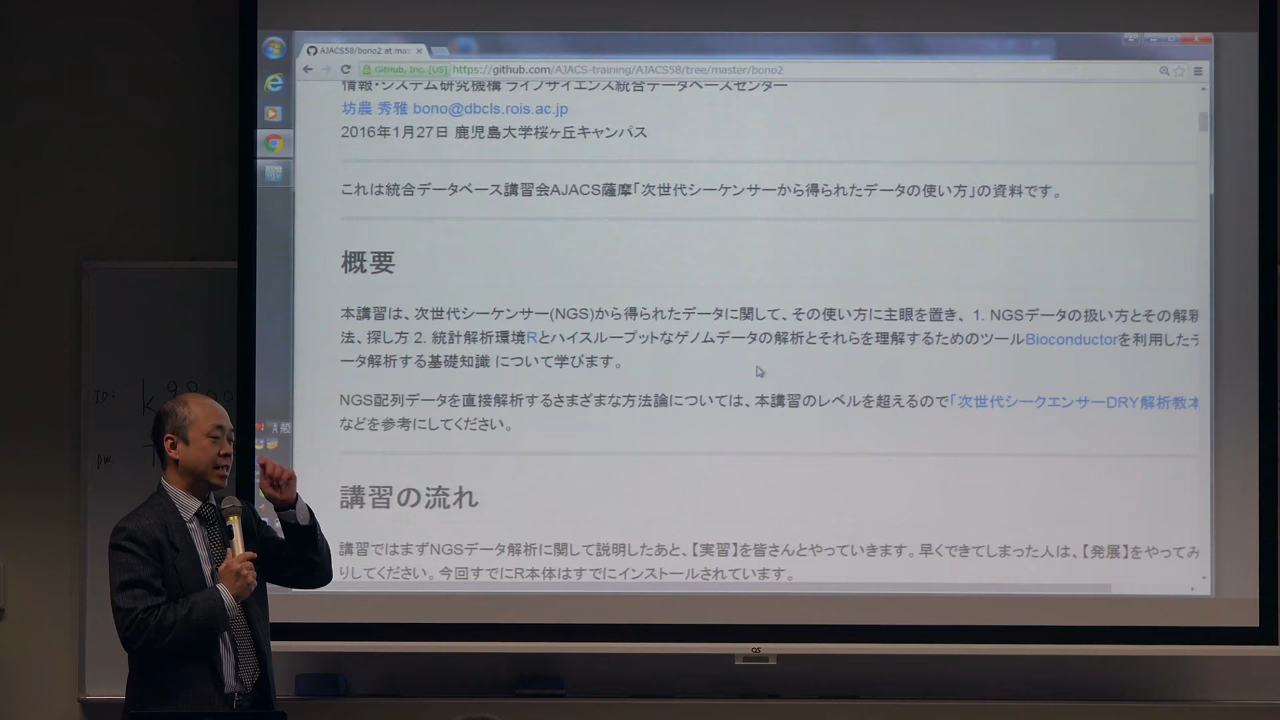 AJACS58/bono2 at mas
GitHub, Inc. [US] https://github.com/AJACS-training/AJACS58/tree/master/bono2
情報・システム研究機構 ライフサイエンス統合データベースセンター
坊農 秀雅 bono@dbcls.rois.ac.jp
2016年1月27日 鹿児島大学桜ヶ丘キャンパス
これは統合データベース講習会AJACS薩摩「次世代シーケンサーから得られたデータの使い方」の資料です。
概要
本講習は、次世代シーケンサー(NGS)から得られたデータに関して、その使い方に主眼を置き、 1. NGSデータの扱い方とその解釈
法、探し方 2. 統計解析環境Rとハイスループットなゲノムデータの解析とそれらを理解するためのツールBioconductorを利用したデ
ータ解析する基礎知識 について学びます。
NGS配列データを直接解析するさまざまな方法論については、本講習のレベルを超えるので「次世代シークエンサーDRY解析教本
などを参考にしてください。
講習の流れ
講習ではまずNGSデータ解析に関して説明したあと、【実習】を皆さんとやっていきます。早くできてしまった人は、【発展】をやってみ
りしてください。今回すでにR本体はすでにインストールされています。
ID:
PW
OS